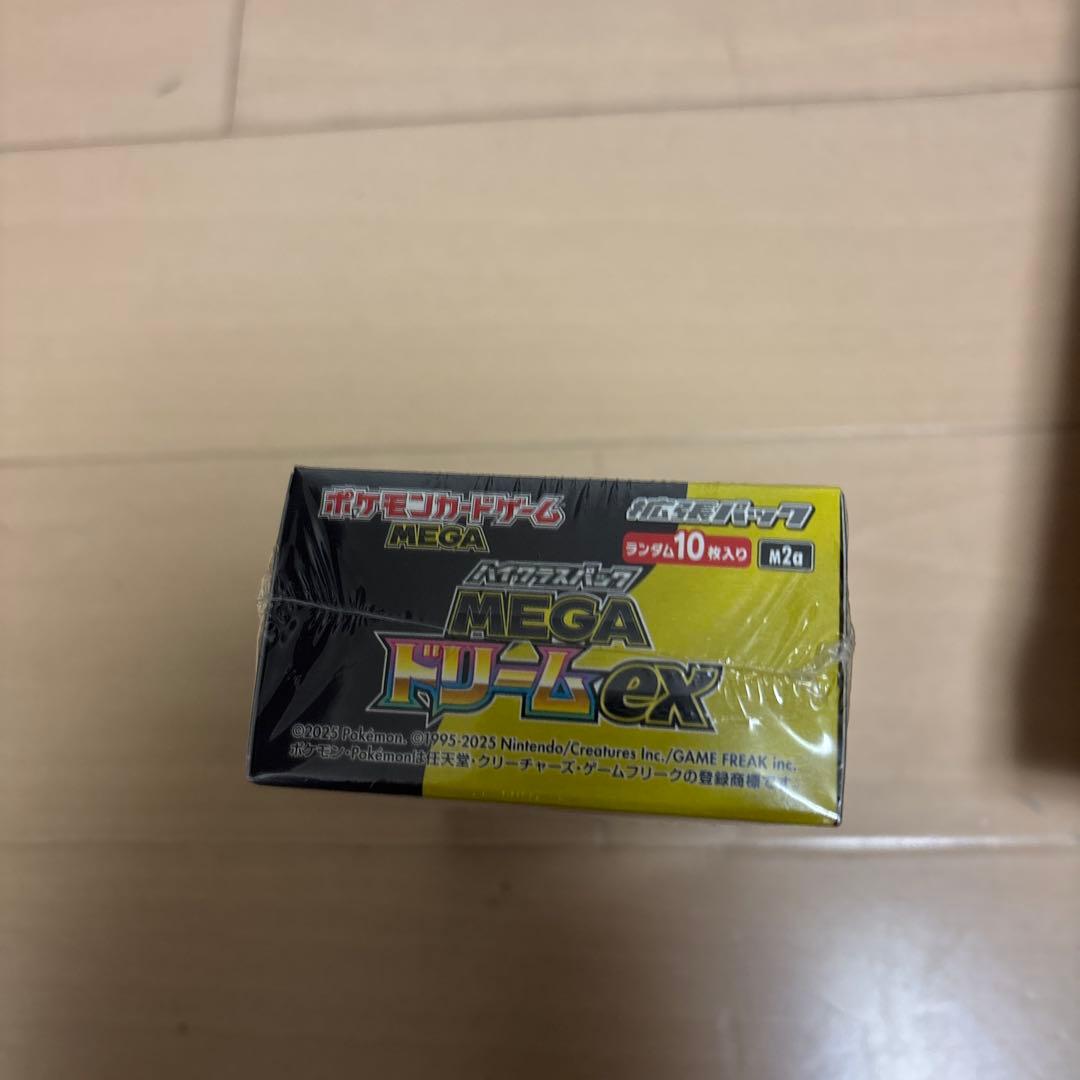 ポケモンカードゲーム
MEGA
拡張パック
ランダム10枚入り
M2a
ハイクラスパック
MEGA
ドリームex
©2025 Pokémon. ©1995-2025 Nintendo/Creatures Inc./GAME FREAK inc.
ポケモン・Pokémonは任天堂・クリーチャーズ・ゲームフリークの登録商標です。